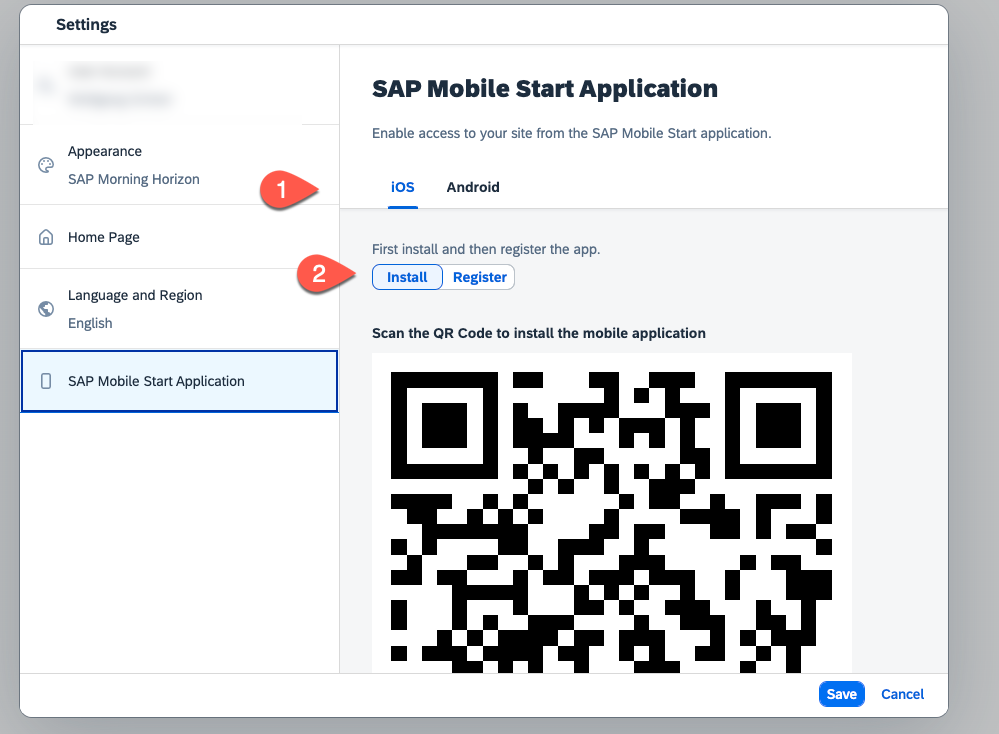 Settings
Appearance
SAP Morning Horizon
Home Page
Language and Region
English
SAP Mobile Start Application
SAP Mobile Start Application
Enable access to your site from the SAP Mobile Start application.
1
iOS Android
First install and then register the app.
2
Install Register
Scan the QR Code to install the mobile application
Save Cancel